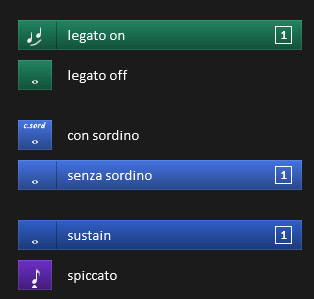 legato on 1
legato off
c.sord
con sordino
senza sordino 1
sustain 1
spiccato